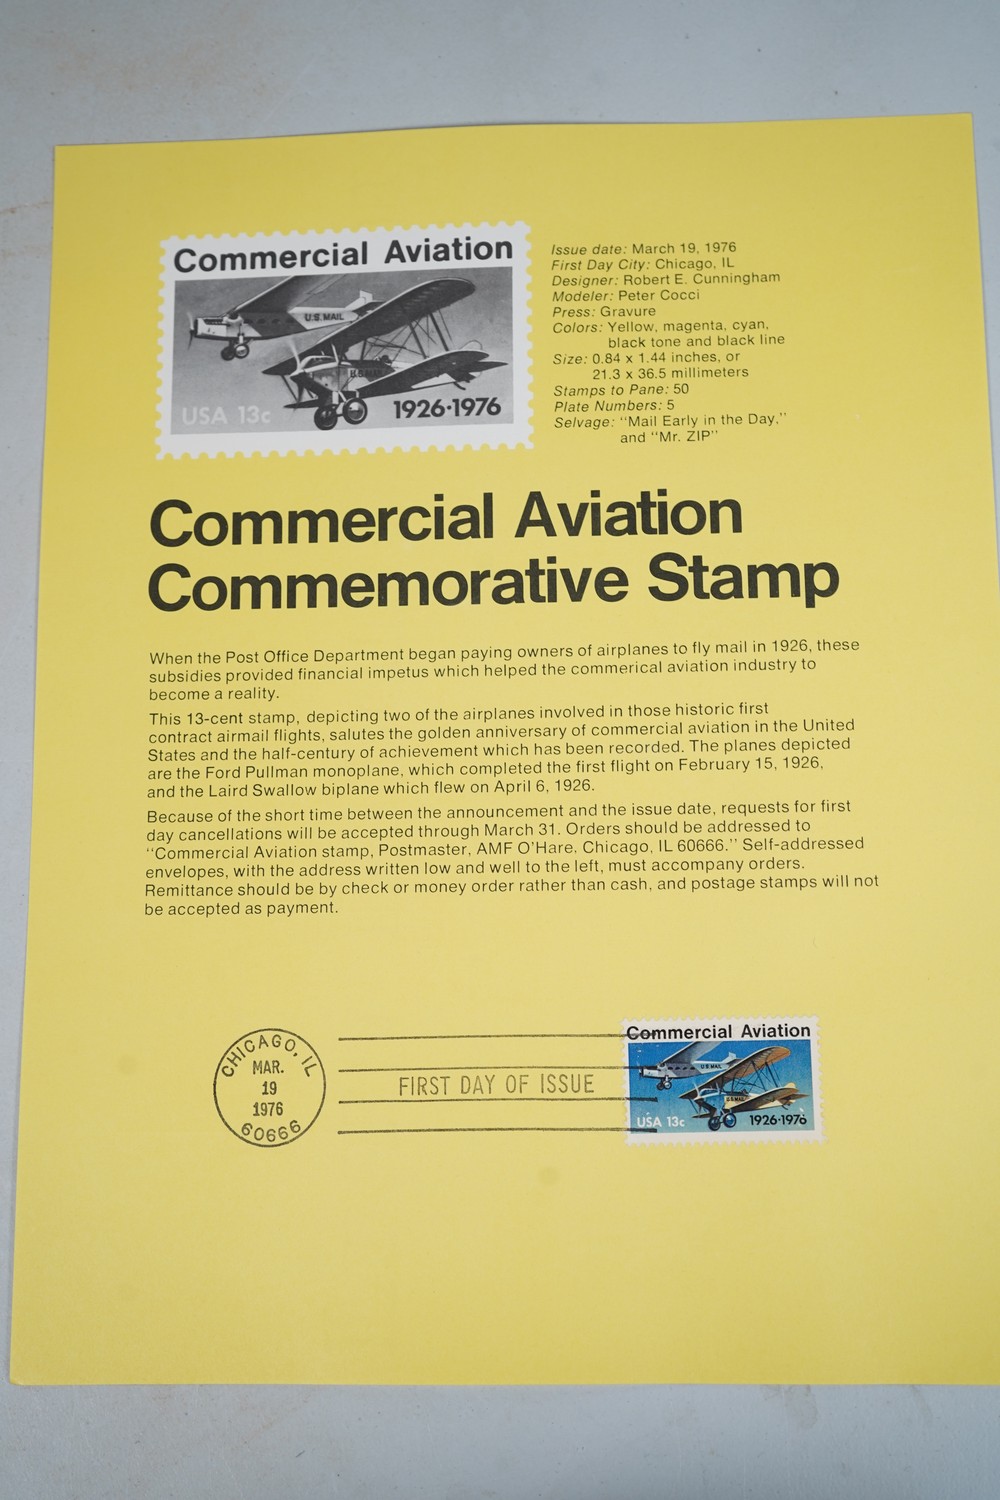 Commercial Aviation
U.S. MAIL
U.S. MAIL
USA 13c
1926·1976
Issue date: March 19, 1976
First Day City: Chicago, IL
Designer: Robert E. Cunningham
Modeler: Peter Cocci
Press: Gravure
Colors: Yellow, magenta, cyan,
black tone and black line
Size: 0.84 x 1.44 inches, or
21.3 x 36.5 millimeters
Stamps to Pane: 50
Plate Numbers: 5
Selvage: "Mail Early in the Day,"
and "Mr. ZIP"
Commercial Aviation
Commemorative Stamp
When the Post Office Department began paying owners of airplanes to fly mail in 1926, these
subsidies provided financial impetus which helped the commerical aviation industry to
become a reality.
This 13-cent stamp, depicting two of the airplanes involved in those historic first
contract airmail flights, salutes the golden anniversary of commercial aviation in the United
States and the half-century of achievement which has been recorded. The planes depicted
are the Ford Pullman monoplane, which completed the first flight on February 15, 1926,
and the Laird Swallow biplane which flew on April 6, 1926.
Because of the short time between the announcement and the issue date, requests for first
day cancellations will be accepted through March 31. Orders should be addressed to
"Commercial Aviation stamp, Postmaster, AMF O'Hare. Chicago, IL 60666." Self-addressed
envelopes, with the address written low and well to the left, must accompany orders.
Remittance should be by check or money order rather than cash, and postage stamps will not
be accepted as payment.
CHICAGO, IL
MAR.
19
1976
60666
FIRST DAY OF ISSUE
Commercial Aviation
U.S. MAIL
U.S. MAIL
USA 13c
1926·1976